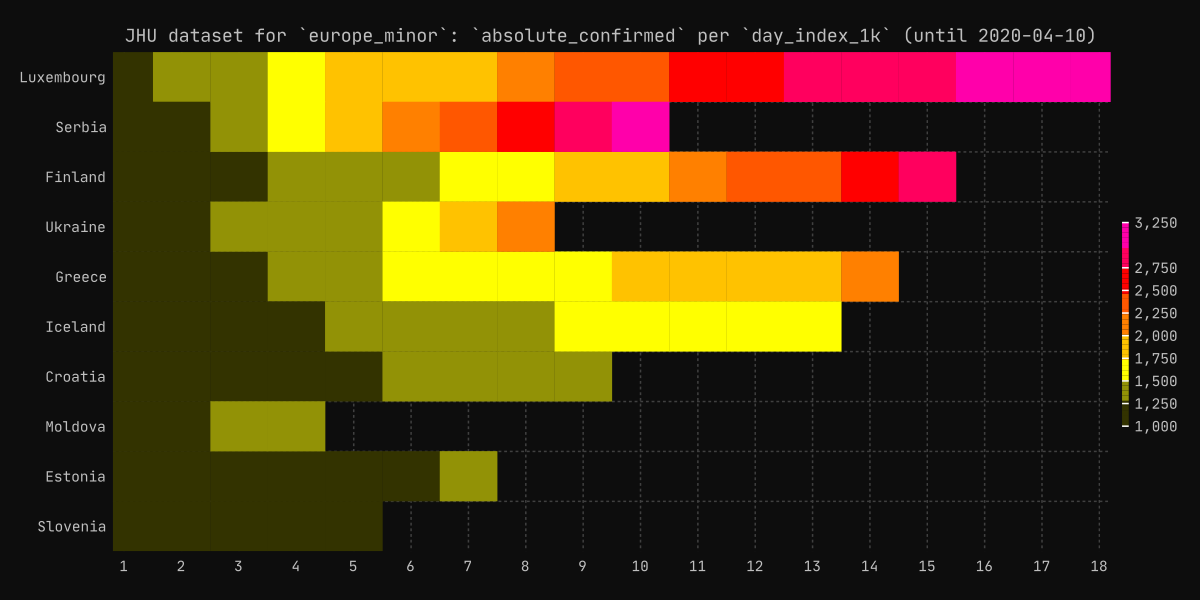 JHU dataset for `europe_minor`: `absolute_confirmed` per `day_index_1k` (until 2020-04-10)
Luxembourg
Serbia
Finland
Ukraine
Greece
Iceland
Croatia
Moldova
Estonia
Slovenia
3,250
2,750
2,500
2,250
2,000
1,750
1,500
1,250
1,000
1 2 3 4 5 6 7 8 9 10 11 12 13 14 15 16 17 18